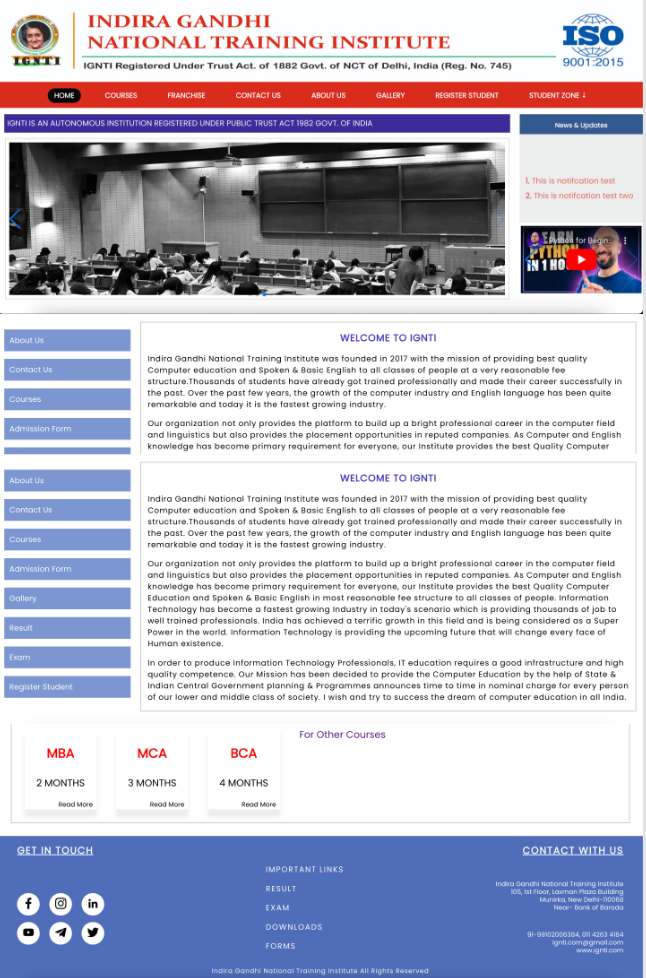 INDIRA GANDHI
NATIONAL TRAINING INSTITUTE
IGNTI
IGNTI Registered Under Trust Act. of 1882 Govt. of NCT of Delhi, India (Reg. No. 745)
ISO
9001:2015
HOME COURSES FRANCHISE CONTACT US ABOUT US GALLERY REGISTER STUDENT STUDENT ZONE ↓
IGNTI IS AN AUTONOMOUS INSTITUTION REGISTERED UNDER PUBLIC TRUST ACT 1982 GOVT. OF INDIA
News & Updates
1. This is notifcation test
2. This is notifcation test two
LEARN
Python for Begin...
PYTHON
IN 1 HO
About Us
Contact Us
Courses
Admission Form
WELCOME TO IGNTI
Indira Gandhi National Training Institute was founded in 2017 with the mission of providing best quality
Computer education and Spoken & Basic English to all classes of people at a very reasonable fee
structure.Thousands of students have already got trained professionally and made their career successfully in
the past. Over the past few years, the growth of the computer industry and English language has been quite
remarkable and today it is the fastest growing industry.
Our organization not only provides the platform to build up a bright professional career in the computer field
and linguistics but also provides the placement opportunities in reputed companies. As Computer and English
knowledge has become primary requirement for everyone, our Institute provides the best Quality Computer
About Us
Contact Us
Courses
Admission Form
Gallery
Result
Exam
Register Student
WELCOME TO IGNTI
Indira Gandhi National Training Institute was founded in 2017 with the mission of providing best quality
Computer education and Spoken & Basic English to all classes of people at a very reasonable fee
structure.Thousands of students have already got trained professionally and made their career successfully in
the past. Over the past few years, the growth of the computer industry and English language has been quite
remarkable and today it is the fastest growing industry.
Our organization not only provides the platform to build up a bright professional career in the computer field
and linguistics but also provides the placement opportunities in reputed companies. As Computer and English
knowledge has become primary requirement for everyone, our Institute provides the best Quality Computer
Education and Spoken & Basic English in most reasonable fee structure to all classes of people. Information
Technology has become a fastest growing Industry in today's scenario which is providing thousands of job to
well trained professionals. India has achieved a terrific growth in this field and is being considered as a Super
Power in the world. Information Technology is providing the upcoming future that will change every face of
Human existence.
In order to produce Information Technology Professionals, IT education requires a good infrastructure and high
quality competence. Our Mission has been decided to provide the Computer Education by the help of State &
Indian Central Government planning & Programmes announces time to time in nominal charge for every person
of our lower and middle class of society. I wish and try to success the dream of computer education in all India.
For Other Courses
MBA
2 MONTHS
Read More
MCA
3 MONTHS
Read More
BCA
4 MONTHS
Read More
GET IN TOUCH
IMPORTANT LINKS
RESULT
EXAM
DOWNLOADS
FORMS
CONTACT WITH US
Indira Gandhi National Training Institute
105, 1st Floor, Laxman Plaza Building
Munirka, New Delhi-110068
Near- Bank of Baroda
91-99102006384, 011 4263 4184
ignti.com@gmail.com
www.ignti.com
Indira Gandhi National Training Institute All Rights Reserved